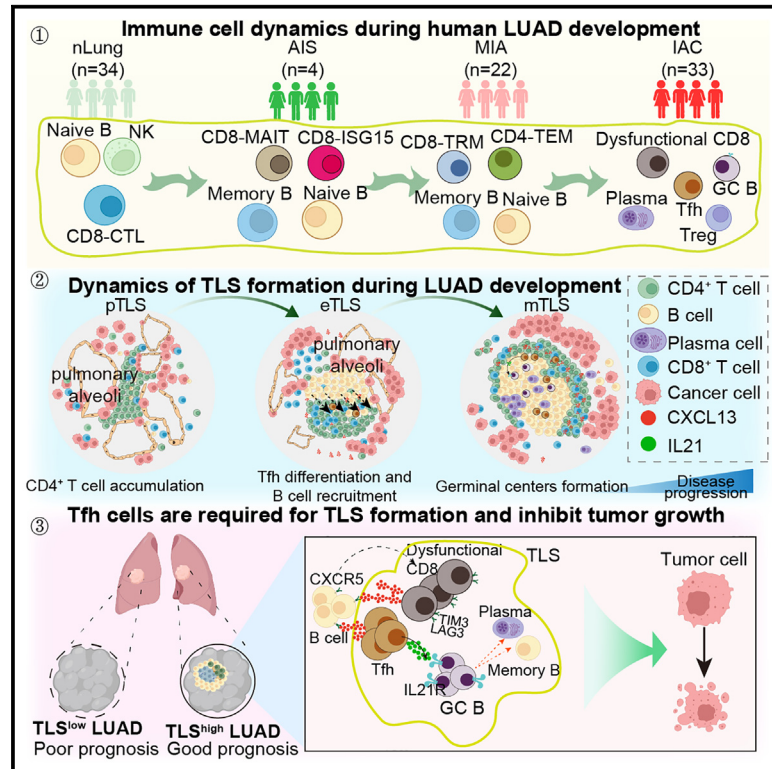 ① Immune cell dynamics during human LUAD development
nLung AIS MIA IAC
(n=34) (n=4) (n=22) (n=33)
Naive B NK
CD8-CTL
CD8-MAIT CD8-ISG15
Memory B Naive B
CD8-TRM CD4-TEM
Memory B Naive B
Dysfunctional CD8
GC B
Plasma Tfh
Treg
② Dynamics of TLS formation during LUAD development
pTLS eTLS mTLS
pulmonary
alveoli
pulmonary
alveoli
CD4⁺ T cell accumulation
Tfh differentiation and
B cell recruitment
Germinal centers formation
CD4⁺ T cell
B cell
Plasma cell
CD8⁺ T cell
Cancer cell
CXCL13
IL21
Disease
progression
③ Tfh cells are required for TLS formation and inhibit tumor growth
TLSˡᵒʷ LUAD
Poor prognosis
TLSʰⁱᵍʰ LUAD
Good prognosis
CXCR5
B cell
Dysfunctional
CD8
TIM3
LAG3
TLS
Tfh
IL21R
GC B
Plasma
Memory B
Tumor cell